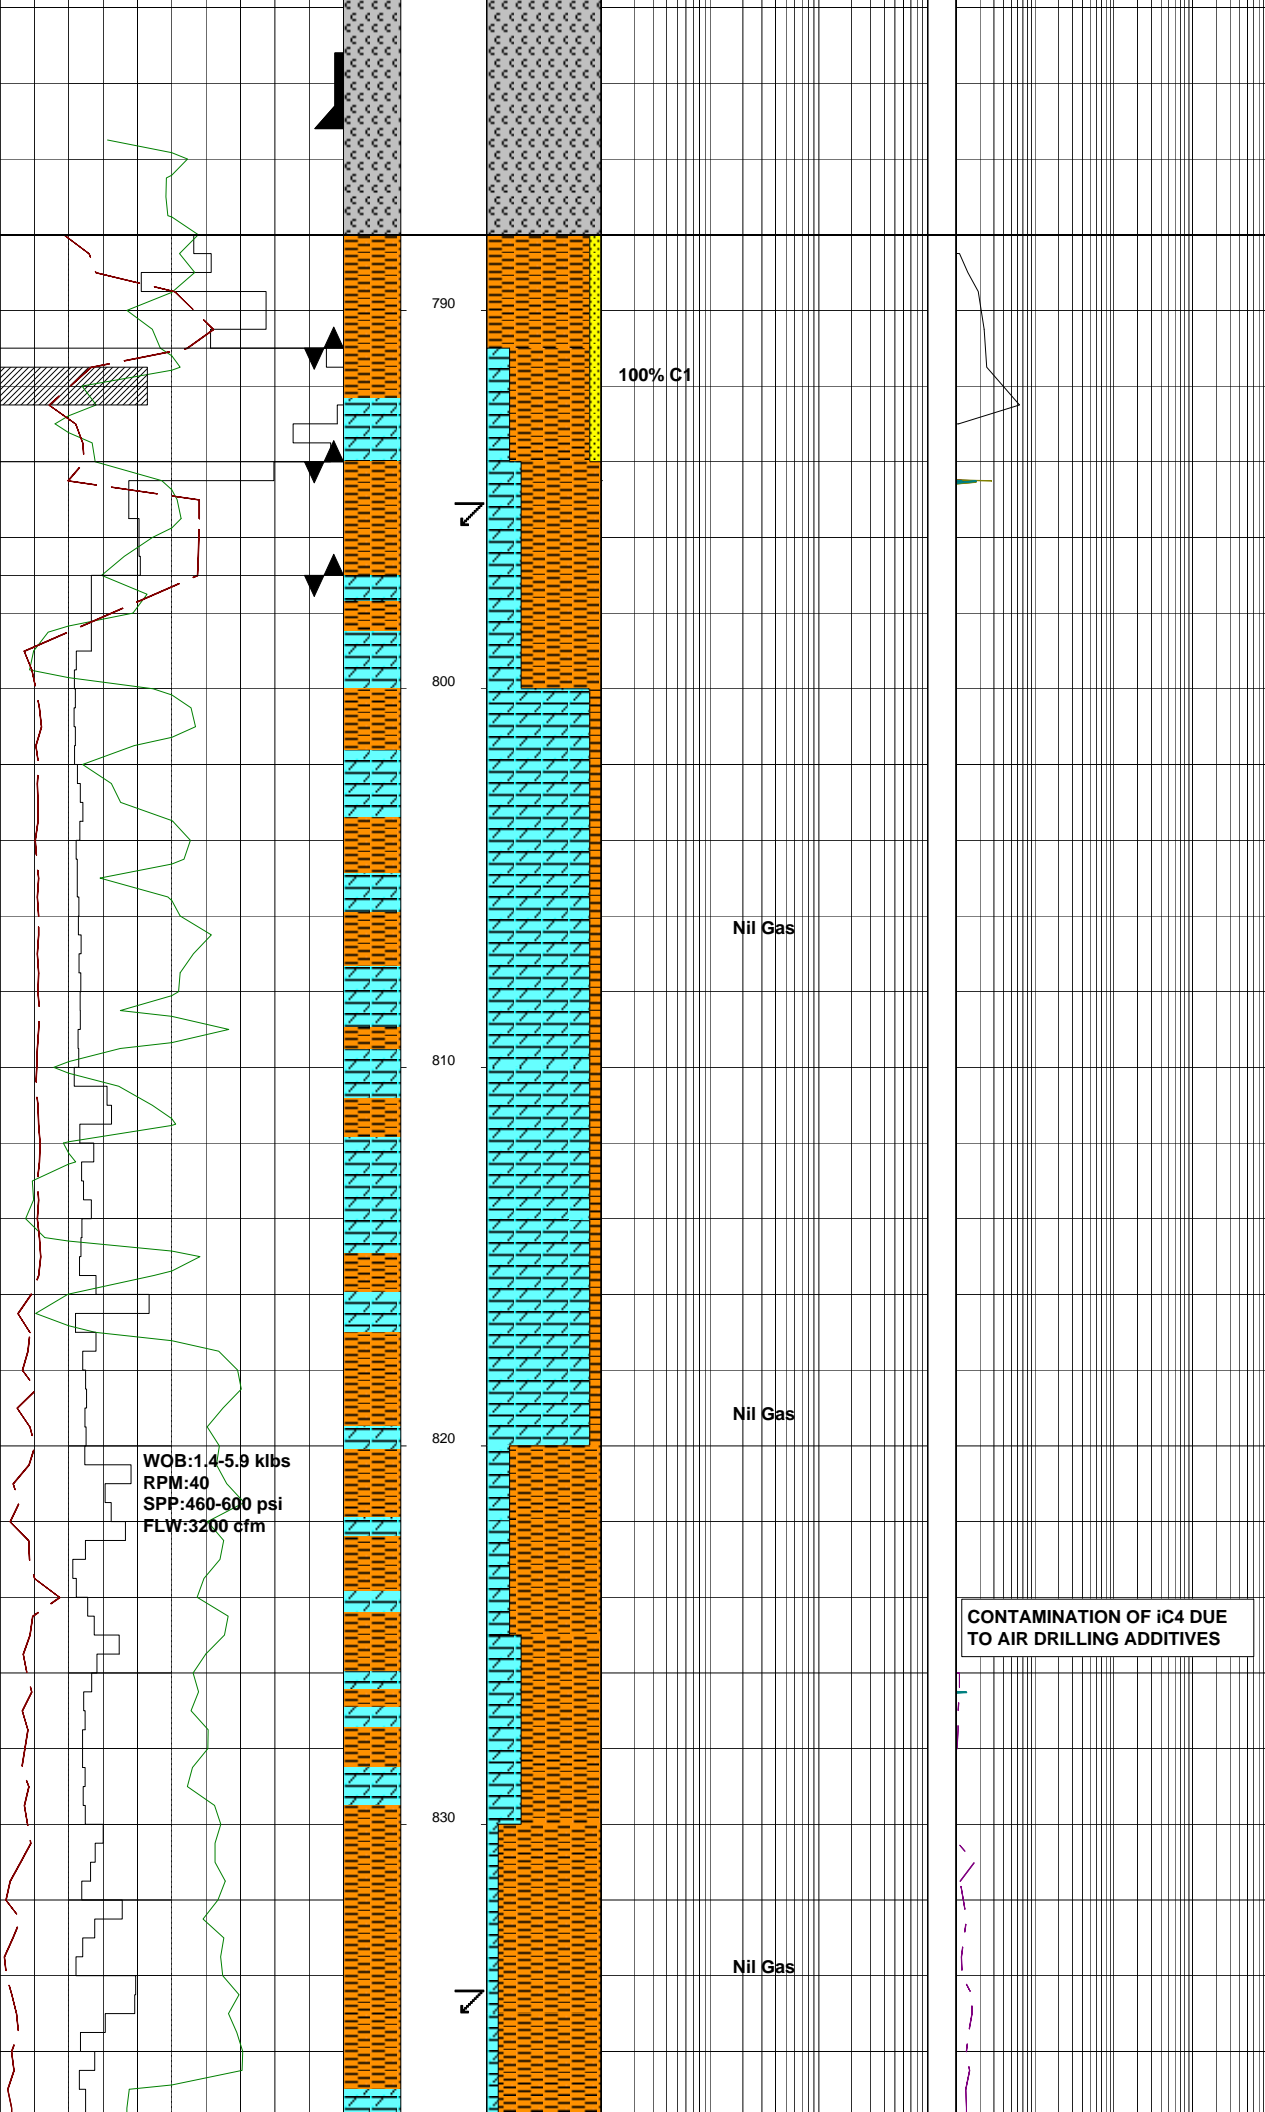 790
100% C1
800
Nil Gas
810
Nil Gas
820
WOB:1.4-5.9 klbs
RPM:40
SPP:460-600 psi
FLW:3200 cfm
CONTAMINATION OF iC4 DUE
TO AIR DRILLING ADDITIVES
830
Nil Gas